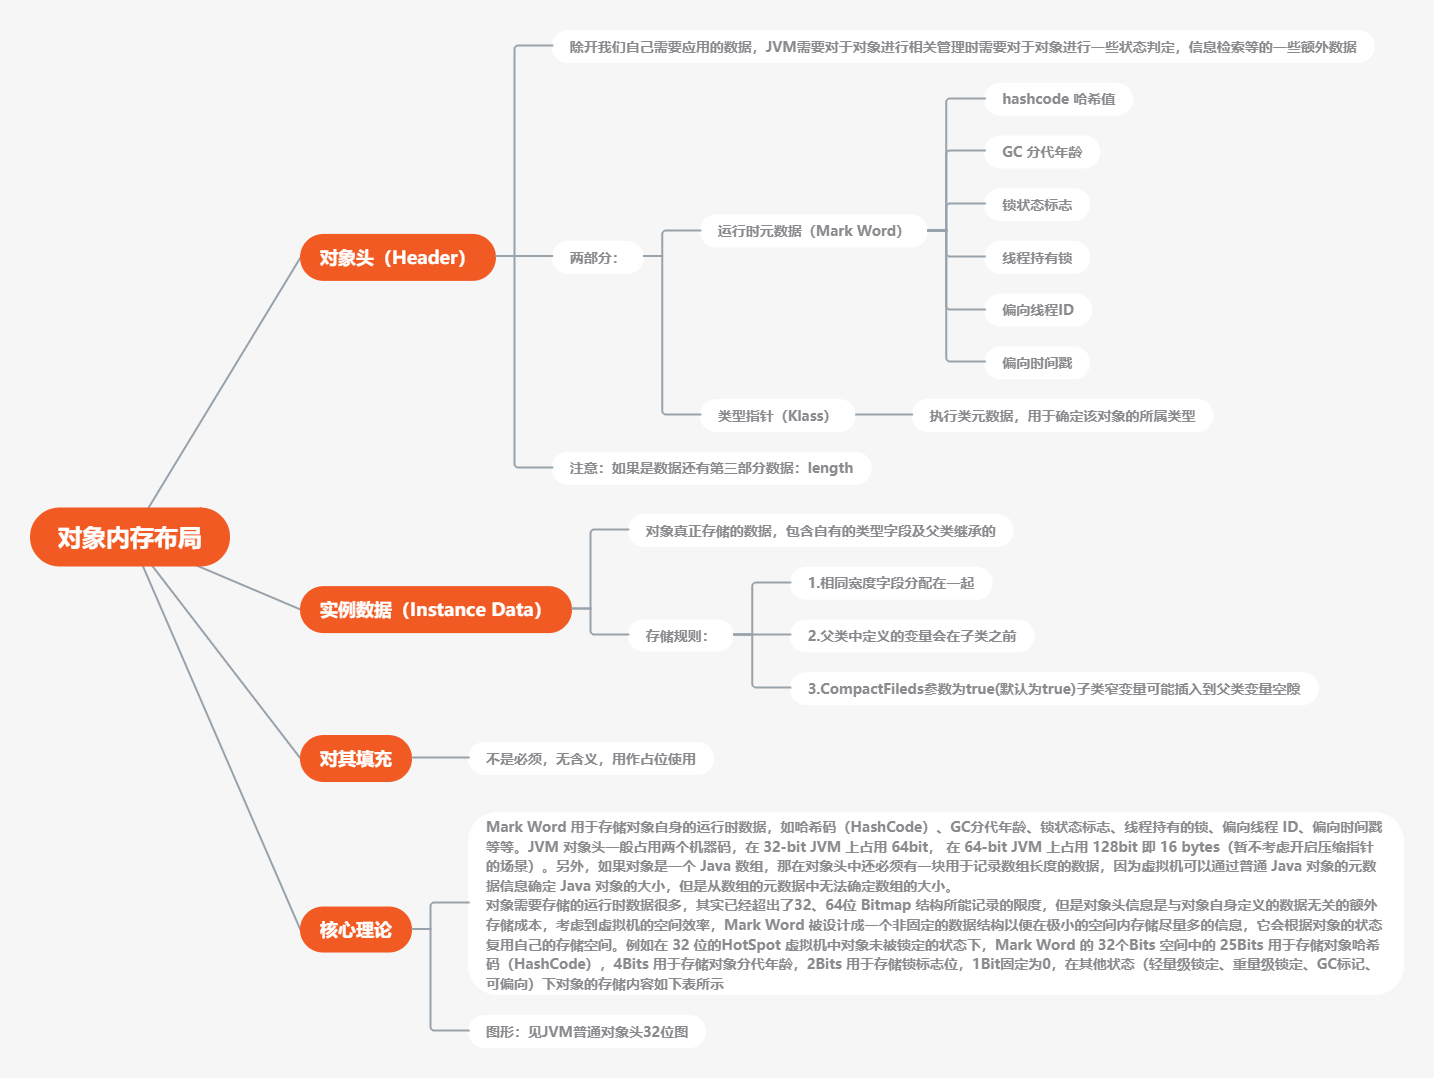 对象内存布局
对象头（Header）
除开我们自己需要应用的数据，JVM需要对于对象进行相关管理时需要对于对象进行一些状态判定，信息检索等的一些额外数据
两部分：
运行时元数据（Mark Word）
hashcode 哈希值
GC 分代年龄
锁状态标志
线程持有锁
偏向线程ID
偏向时间戳
类型指针（Klass）
执行类元数据，用于确定该对象的所属类型
注意：如果是数据还有第三部分数据：length
实例数据（Instance Data）
对象真正存储的数据，包含自有的类型字段及父类继承的
存储规则：
1.相同宽度字段分配在一起
2.父类中定义的变量会在子类之前
3.CompactFileds参数为true(默认为true)子类窄变量可能插入到父类变量空隙
对其填充
不是必须，无含义，用作占位使用
核心理论
Mark Word 用于存储对象自身的运行时数据，如哈希码（HashCode）、GC分代年龄、锁状态标志、线程持有的锁、偏向线程 ID、偏向时间戳
等等。JVM 对象头一般占用两个机器码，在 32-bit JVM 上占用 64bit， 在 64-bit JVM 上占用 128bit 即 16 bytes（暂不考虑开启压缩指针
的场景）。另外，如果对象是一个 Java 数组，那在对象头中还必须有一块用于记录数组长度的数据，因为虚拟机可以通过普通 Java 对象的元数
据信息确定 Java 对象的大小，但是从数组的元数据中无法确定数组的大小。
对象需要存储的运行时数据很多，其实已经超出了32、64位 Bitmap 结构所能记录的限度，但是对象头信息是与对象自身定义的数据无关的额外
存储成本，考虑到虚拟机的空间效率，Mark Word 被设计成一个非固定的数据结构以便在极小的空间内存储尽量多的信息，它会根据对象的状态
复用自己的存储空间。例如在 32 位的HotSpot 虚拟机中对象未被锁定的状态下，Mark Word 的 32个Bits 空间中的 25Bits 用于存储对象哈希
码（HashCode）, 4Bits 用于存储对象分代年龄，2Bits 用于存储锁标志位，1Bit固定为0，在其他状态（轻量级锁定、重量级锁定、GC标记、
可偏向）下对象的存储内容如下表所示
图形：见JVM普通对象头32位图